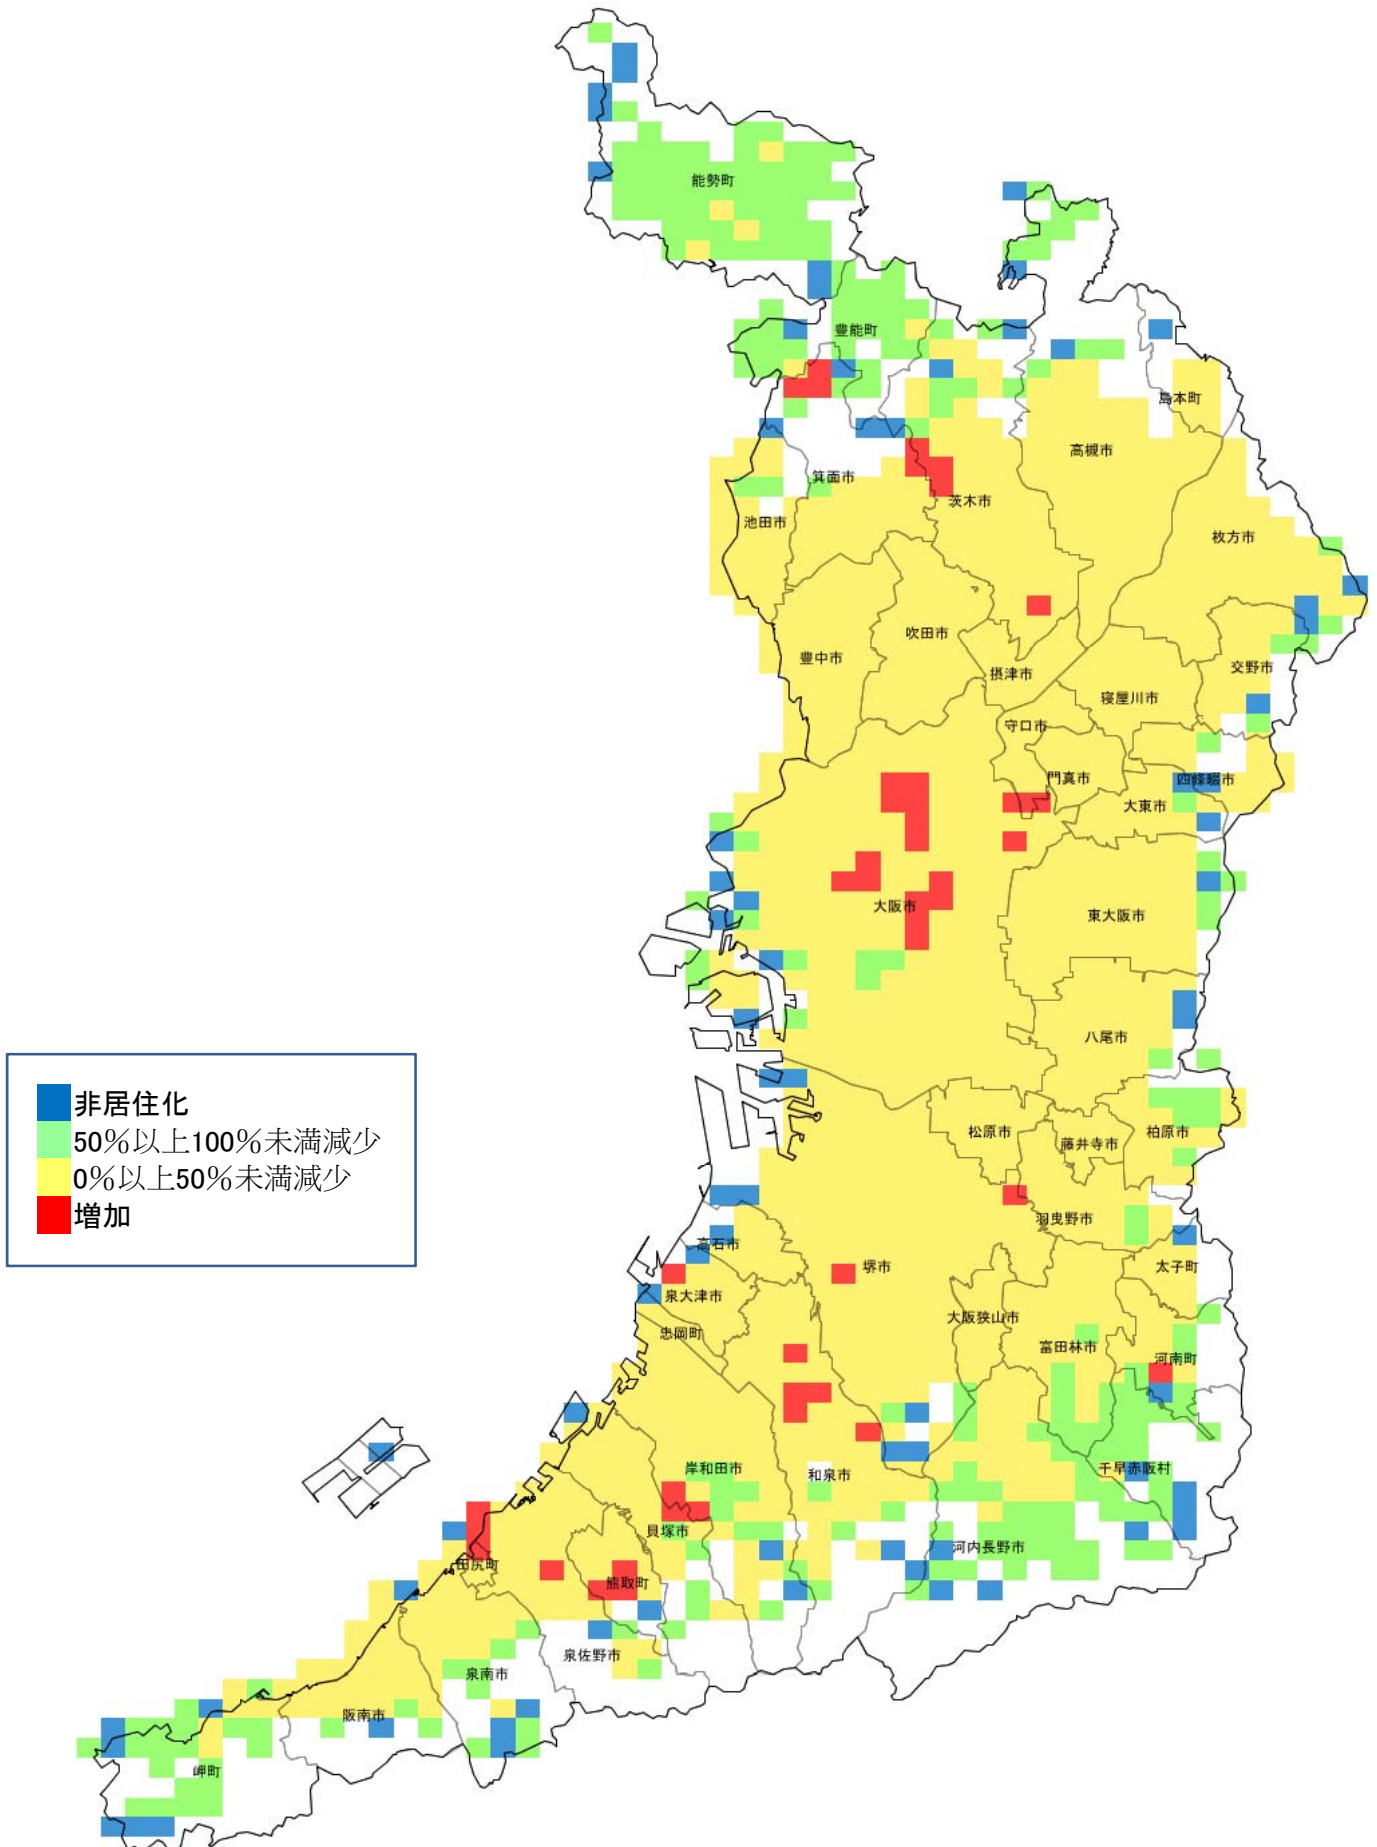 能勢町
豊能町
島本町
高槻市
箕面市
茨木市
池田市
枚方市
吹田市
豊中市
交野市
摂津市
寝屋川市
守口市
門真市
四條畷市
大東市
大阪市
東大阪市
八尾市
非居住化
50%以上100%未満減少
0%以上50%未満減少
増加
松原市
藤井寺市
柏原市
羽曳野市
高石市
堺市
太子町
泉大津市
大阪狭山市
忠岡町
富田林市
河南町
岸和田市
和泉市
千早赤阪村
貝塚市
河内長野市
田尻町
熊取町
泉佐野市
泉南市
阪南市
岬町